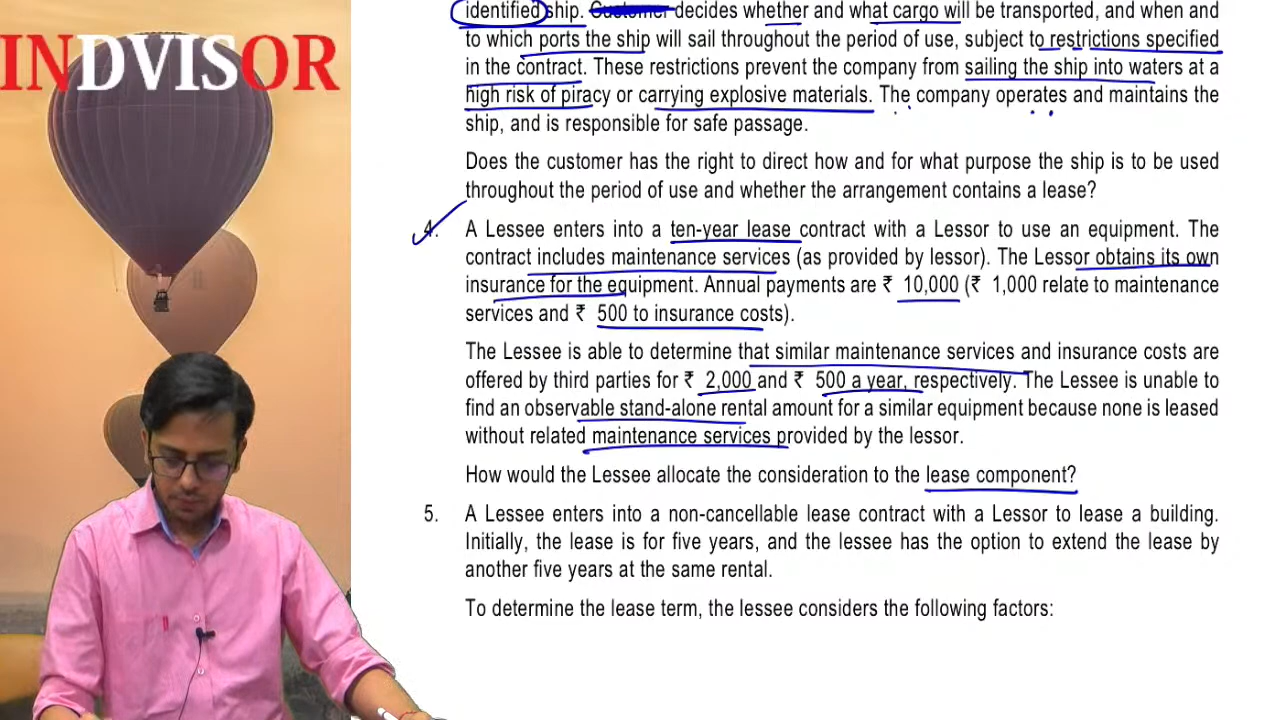 INDVISOR
identified ship. Customer decides whether and what cargo will be transported, and when and
to which ports the ship will sail throughout the period of use, subject to restrictions specified
in the contract. These restrictions prevent the company from sailing the ship into waters at a
high risk of piracy or carrying explosive materials. The company operates and maintains the
ship, and is responsible for safe passage.
Does the customer has the right to direct how and for what purpose the ship is to be used
throughout the period of use and whether the arrangement contains a lease?
4. A Lessee enters into a ten-year lease contract with a Lessor to use an equipment. The
contract includes maintenance services (as provided by lessor). The Lessor obtains its own
insurance for the equipment. Annual payments are ₹ 10,000 (₹ 1,000 relate to maintenance
services and ₹ 500 to insurance costs).
The Lessee is able to determine that similar maintenance services and insurance costs are
offered by third parties for ₹ 2,000 and ₹ 500 a year, respectively. The Lessee is unable to
find an observable stand-alone rental amount for a similar equipment because none is leased
without related maintenance services provided by the lessor.
How would the Lessee allocate the consideration to the lease component?
5. A Lessee enters into a non-cancellable lease contract with a Lessor to lease a building.
Initially, the lease is for five years, and the lessee has the option to extend the lease by
another five years at the same rental.
To determine the lease term, the lessee considers the following factors: